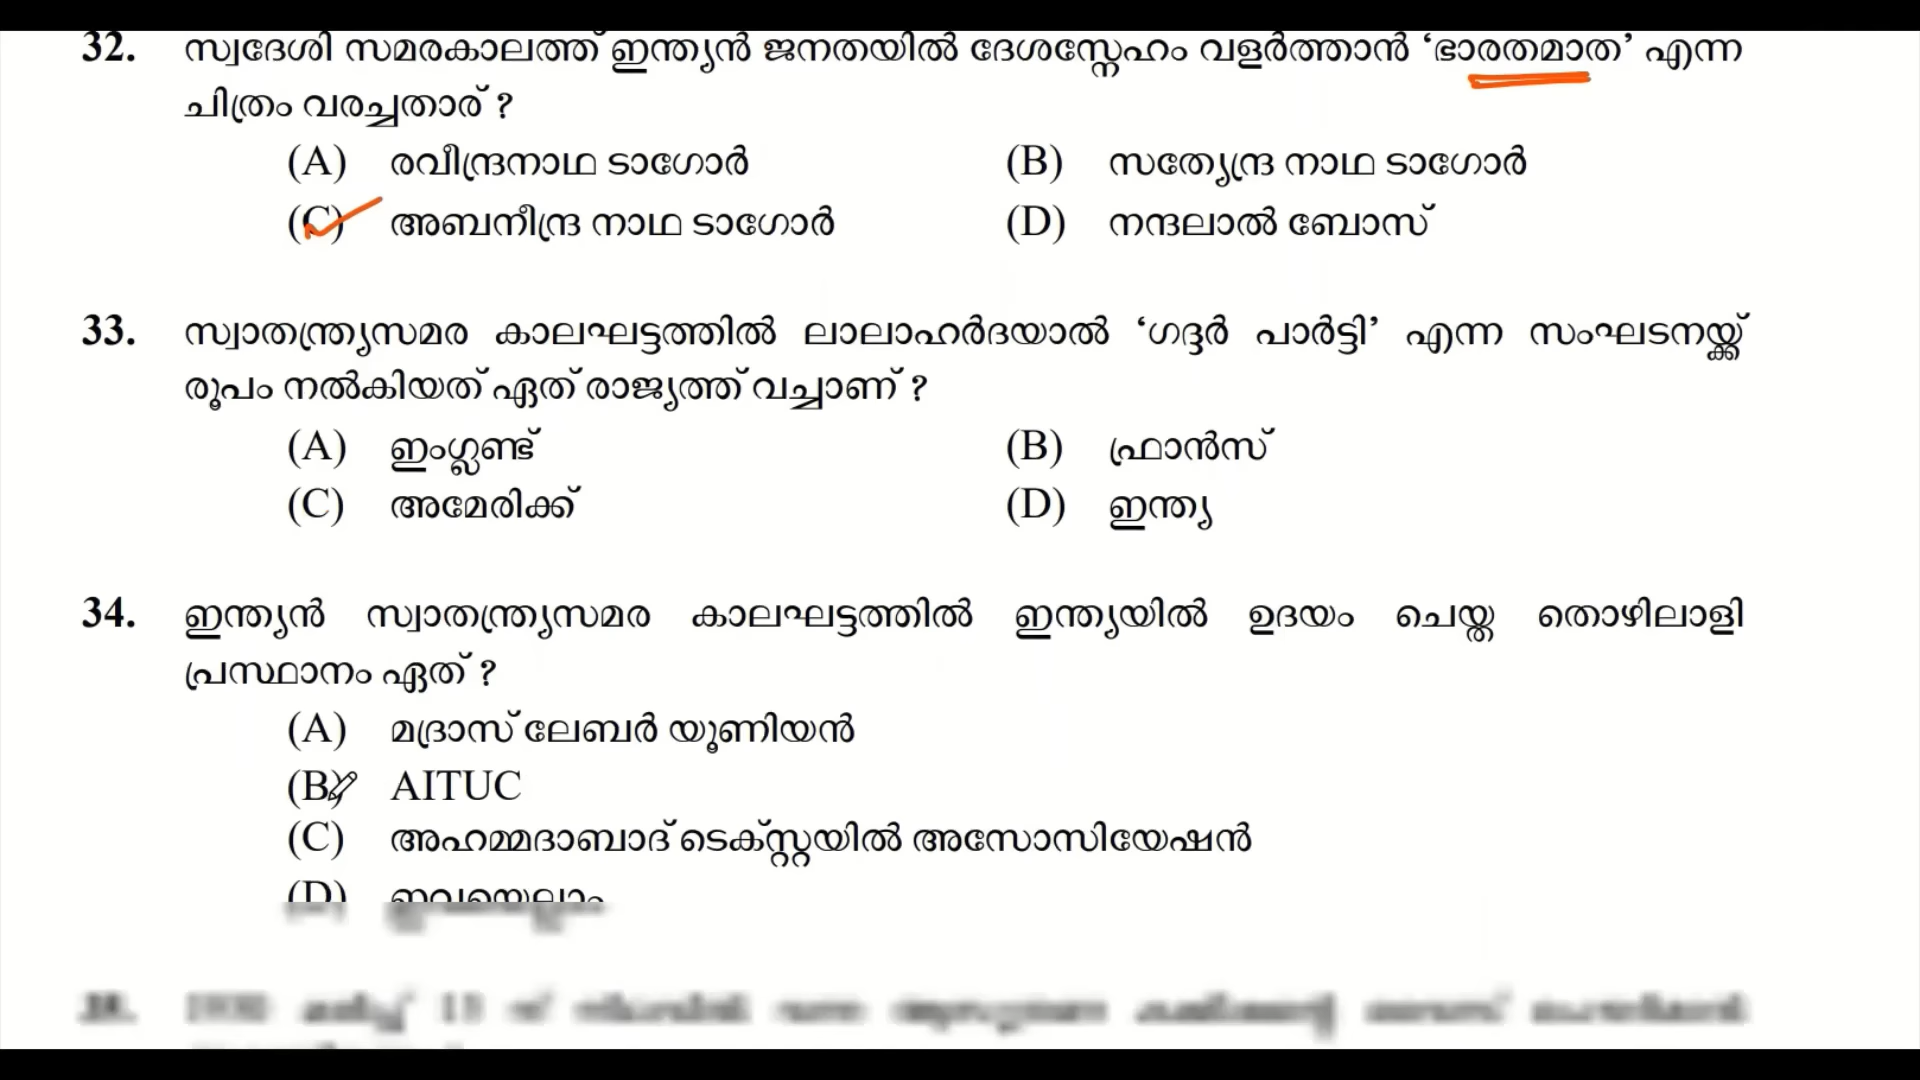 32. സ്വദേശി സമരകാലത്ത് ഇന്ത്യൻ ജനതയിൽ ദേശസ്നേഹം വളർത്താൻ ‘ഭാരതമാത’ എന്ന
ചിത്രം വരച്ചതാര് ?
(A) രവീന്ദ്രനാഥ ടാഗോർ (B) സത്യേന്ദ്ര നാഥ ടാഗോർ
(C) അബനീന്ദ്ര നാഥ ടാഗോർ (D) നന്ദലാൽ ബോസ്
33. സ്വാതന്ത്ര്യസമര കാലഘട്ടത്തിൽ ലാലാഹർദയാൽ ‘ഗദ്ദർ പാർട്ടി’ എന്ന സംഘടനയ്ക്ക്
രൂപം നൽകിയത് ഏത് രാജ്യത്ത് വച്ചാണ് ?
(A) ഇംഗ്ലണ്ട് (B) ഫ്രാൻസ്
(C) അമേരിക്ക് (D) ഇന്ത്യ
34. ഇന്ത്യൻ സ്വാതന്ത്ര്യസമര കാലഘട്ടത്തിൽ ഇന്ത്യയിൽ ഉദയം ചെയ്ത തൊഴിലാളി
പ്രസ്ഥാനം ഏത് ?
(A) മദ്രാസ് ലേബർ യൂണിയൻ
(B) AITUC
(C) അഹമ്മദാബാദ് ടെക്സ്റ്റയിൽ അസോസിയേഷൻ
(D) ഇവയെല്ലാം